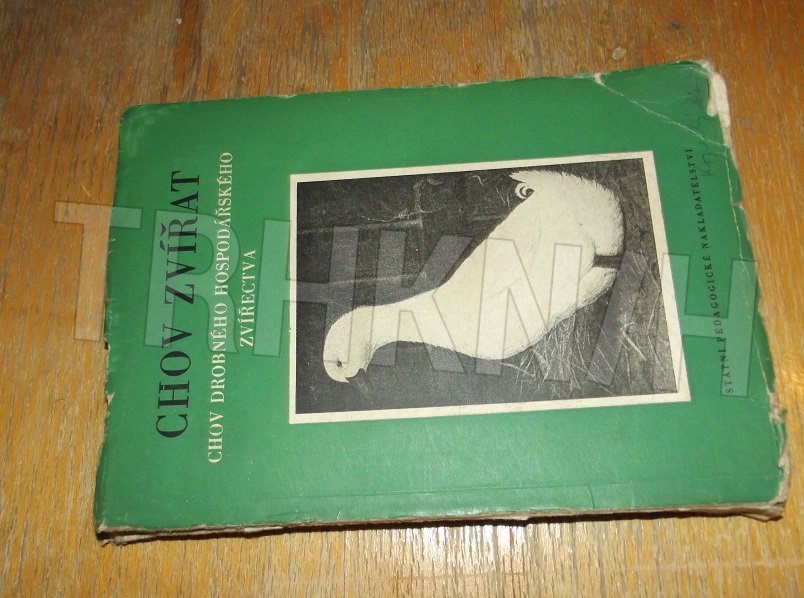 CHOV ZVÍŘAT
CHOV DROBNÉHO HOSPODÁŘSKÉHO
ZVÍŘECTVA
STÁTNÍ PEDAGOGICKÉ NAKLADATELSTVÍ
TRHKNIH